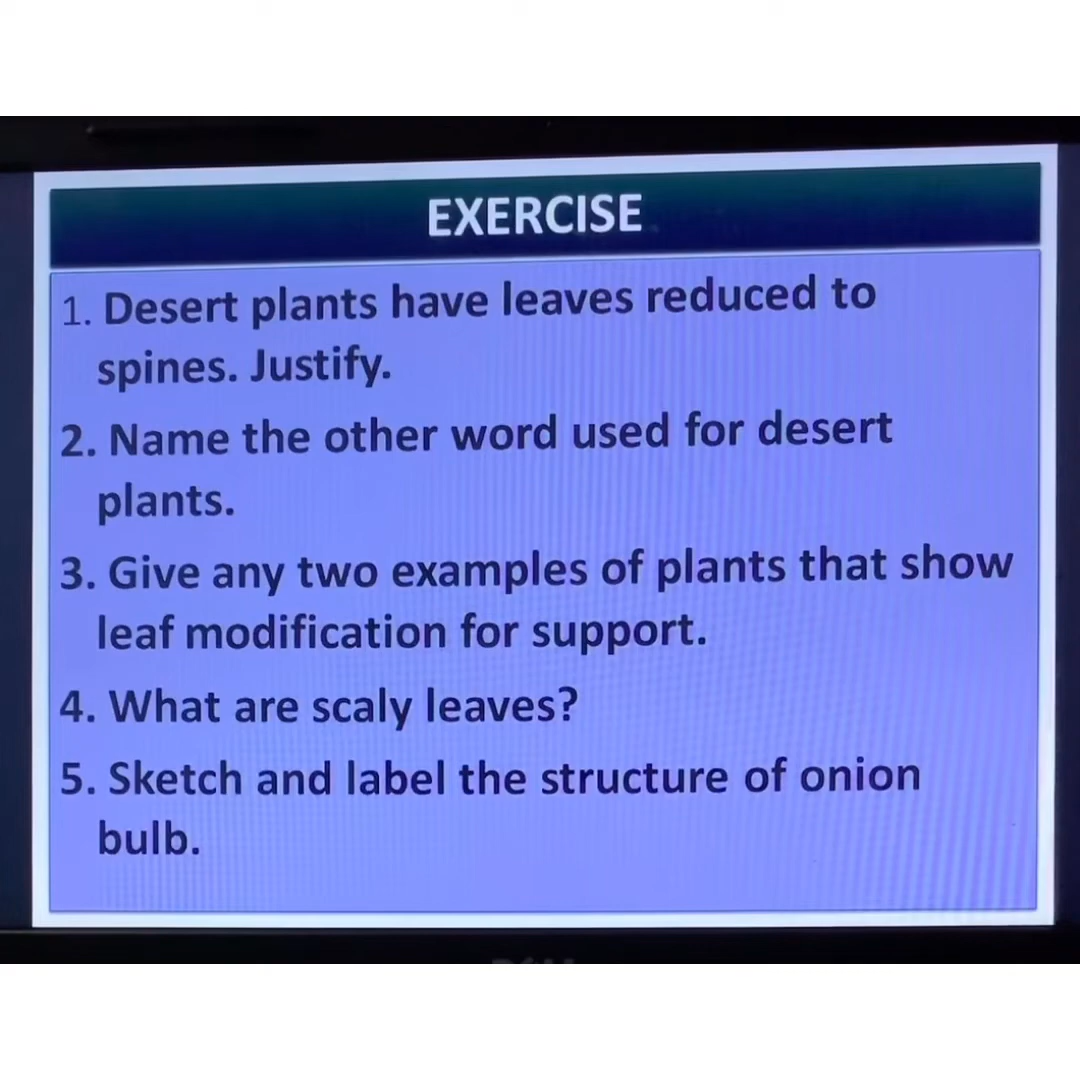 EXERCISE
1. Desert plants have leaves reduced to
spines. Justify.
2. Name the other word used for desert
plants.
3. Give any two examples of plants that show
leaf modification for support.
4. What are scaly leaves?
5. Sketch and label the structure of onion
bulb.